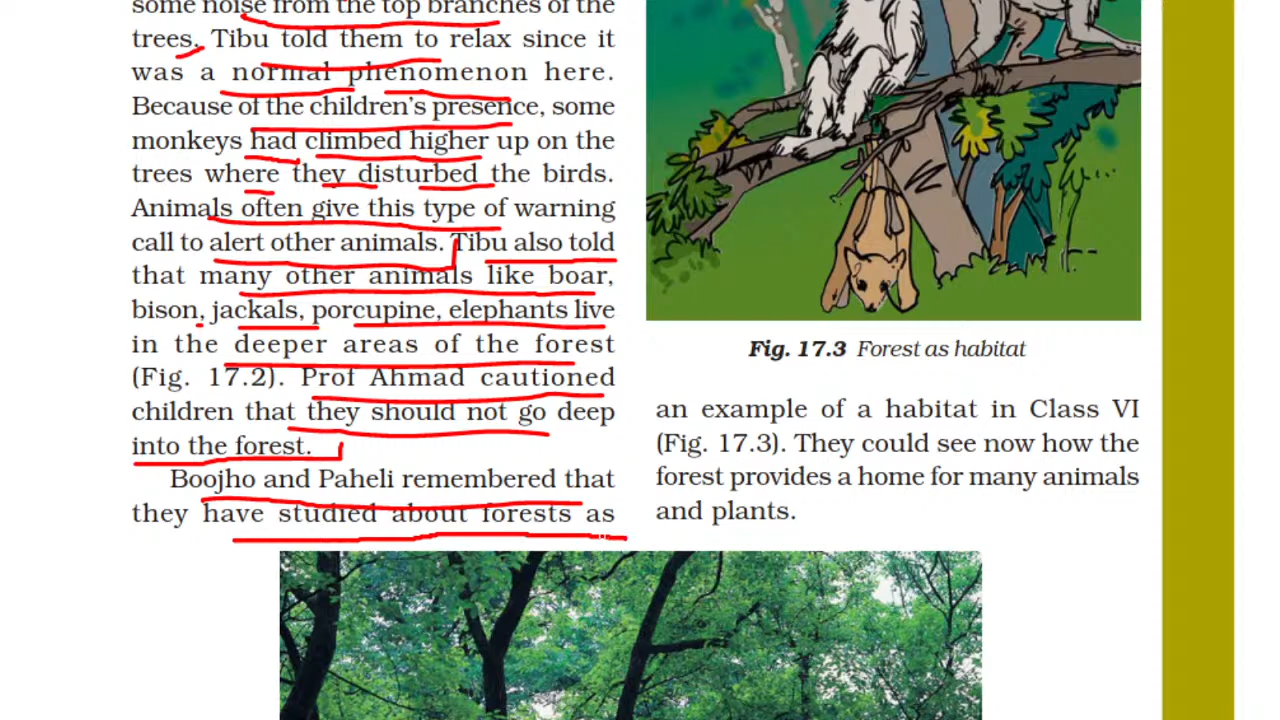 some noise from the top branches of the
trees. Tibu told them to relax since it
was a normal phenomenon here.
Because of the children's presence, some
monkeys had climbed higher up on the
trees where they disturbed the birds.
Animals often give this type of warning
call to alert other animals. Tibu also told
that many other animals like boar,
bison, jackals, porcupine, elephants live
in the deeper areas of the forest
(Fig. 17.2). Prof Ahmad cautioned
children that they should not go deep
into the forest.
Boojho and Paheli remembered that
they have studied about forests as
Fig. 17.3 Forest as habitat
an example of a habitat in Class VI
(Fig. 17.3). They could see now how the
forest provides a home for many animals
and plants.